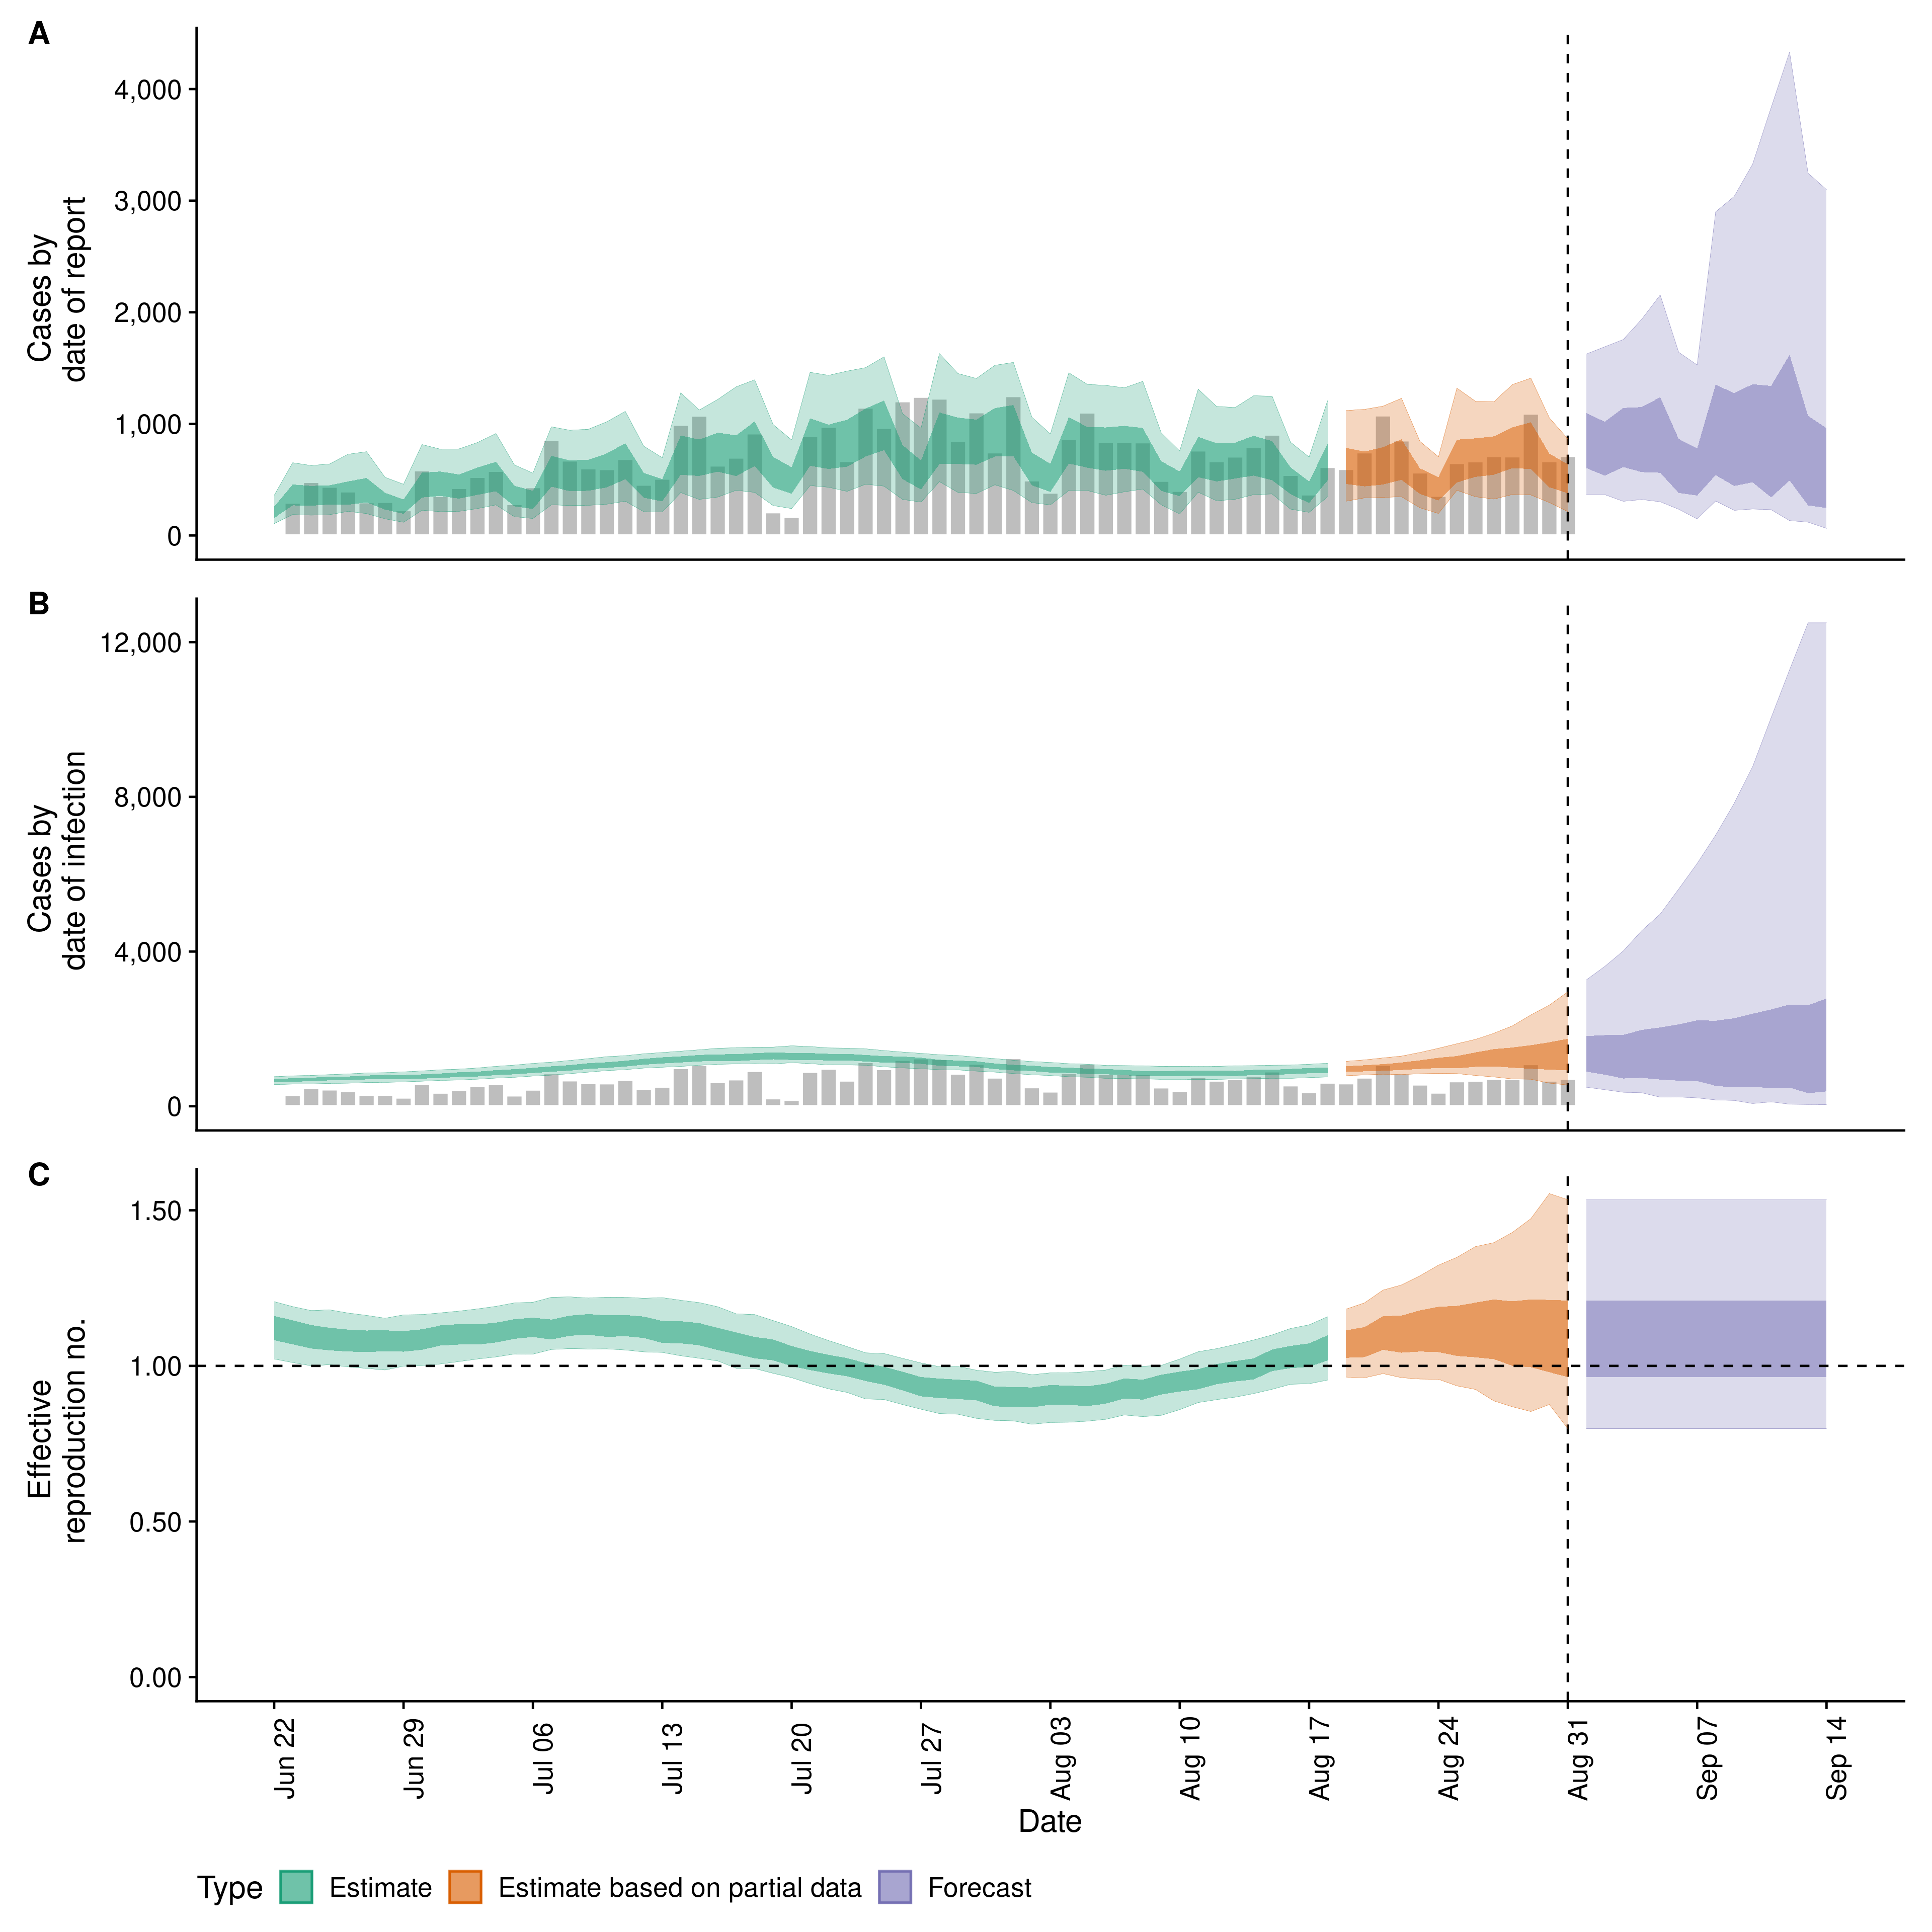 A
4,000
3,000
2,000
1,000
0
Cases by
date of report
B
12,000
8,000
4,000
0
Cases by
date of infection
C
1.50
1.00
0.50
0.00
Effective
reproduction no.
Jun 22
Jun 29
Jul 06
Jul 13
Jul 20
Jul 27
Aug 03
Aug 10
Aug 17
Aug 24
Aug 31
Sep 07
Sep 14
Date
Type Estimate Estimate based on partial data Forecast